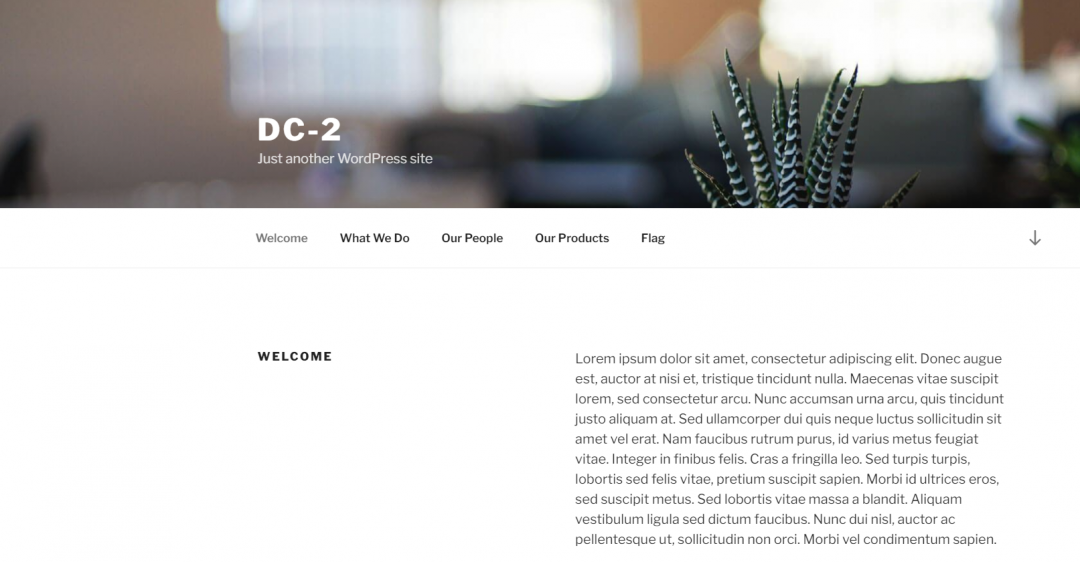 DC-2
Just another WordPress site
Welcome What We Do Our People Our Products Flag
WELCOME
Lorem ipsum dolor sit amet, consectetur adipiscing elit. Donec augue
est, auctor at nisi et, tristique tincidunt nulla. Maecenas vitae suscipit
lorem, sed consectetur arcu. Nunc accumsan urna arcu, quis tincidunt
justo aliquam at. Sed ullamcorper dui quis neque luctus sollicitudin sit
amet vel erat. Nam faucibus rutrum purus, id varius metus feugiat
vitae. Integer in finibus felis. Cras a fringilla leo. Sed turpis turpis,
lobortis sed felis vitae, pretium suscipit sapien. Morbi id ultrices eros,
sed suscipit metus. Sed lobortis vitae massa a blandit. Aliquam
vestibulum ligula sed dictum faucibus. Nunc dui nisl, auctor ac
pellentesque ut, sollicitudin non orci. Morbi vel condimentum sapien.